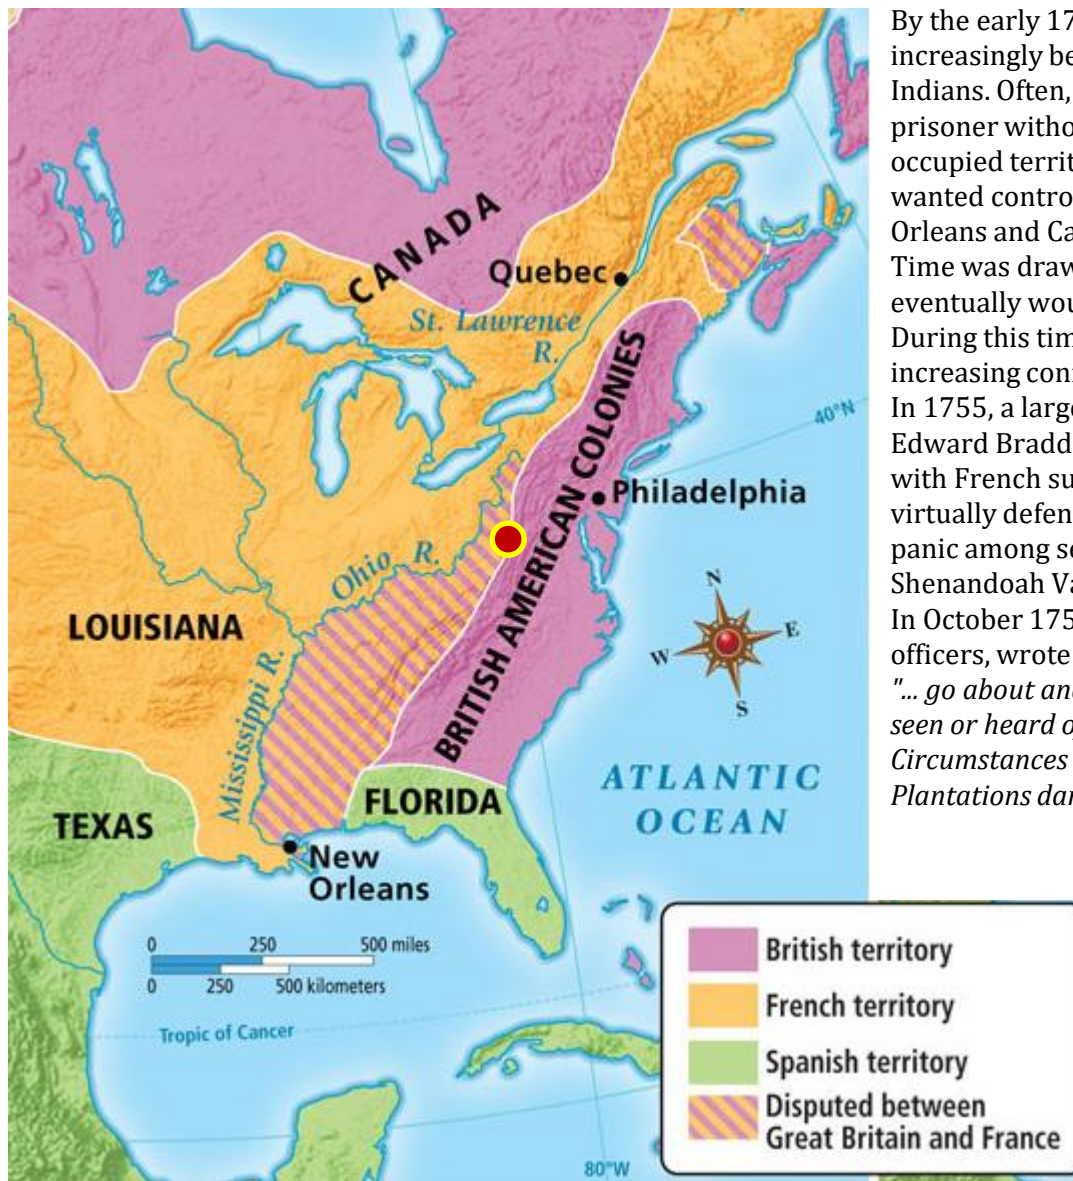 By the early 17
increasingly be
Indians. Often,
prisoner witho
occupied territ
wanted contro
Orleans and Ca
Time was draw
eventually wou
During this tim
increasing con
In 1755, a large
Edward Bradd
with French su
virtually defen
panic among se
Shenandoah Va
In October 175
officers, wrote
"... go about an
seen or heard o
Circumstances
Plantations da
CANADA
Quebec
St. Lawrence
R.
40°N
BRITISH AMERICAN COLONIES
Philadelphia
Ohio R.
LOUISIANA
N
W E
S
Mississippi R.
ATLANTIC
OCEAN
FLORIDA
TEXAS
New
Orleans
0 250 500 miles
0 250 500 kilometers
Tropic of Cancer
80°W
British territory
French territory
Spanish territory
Disputed between
Great Britain and France